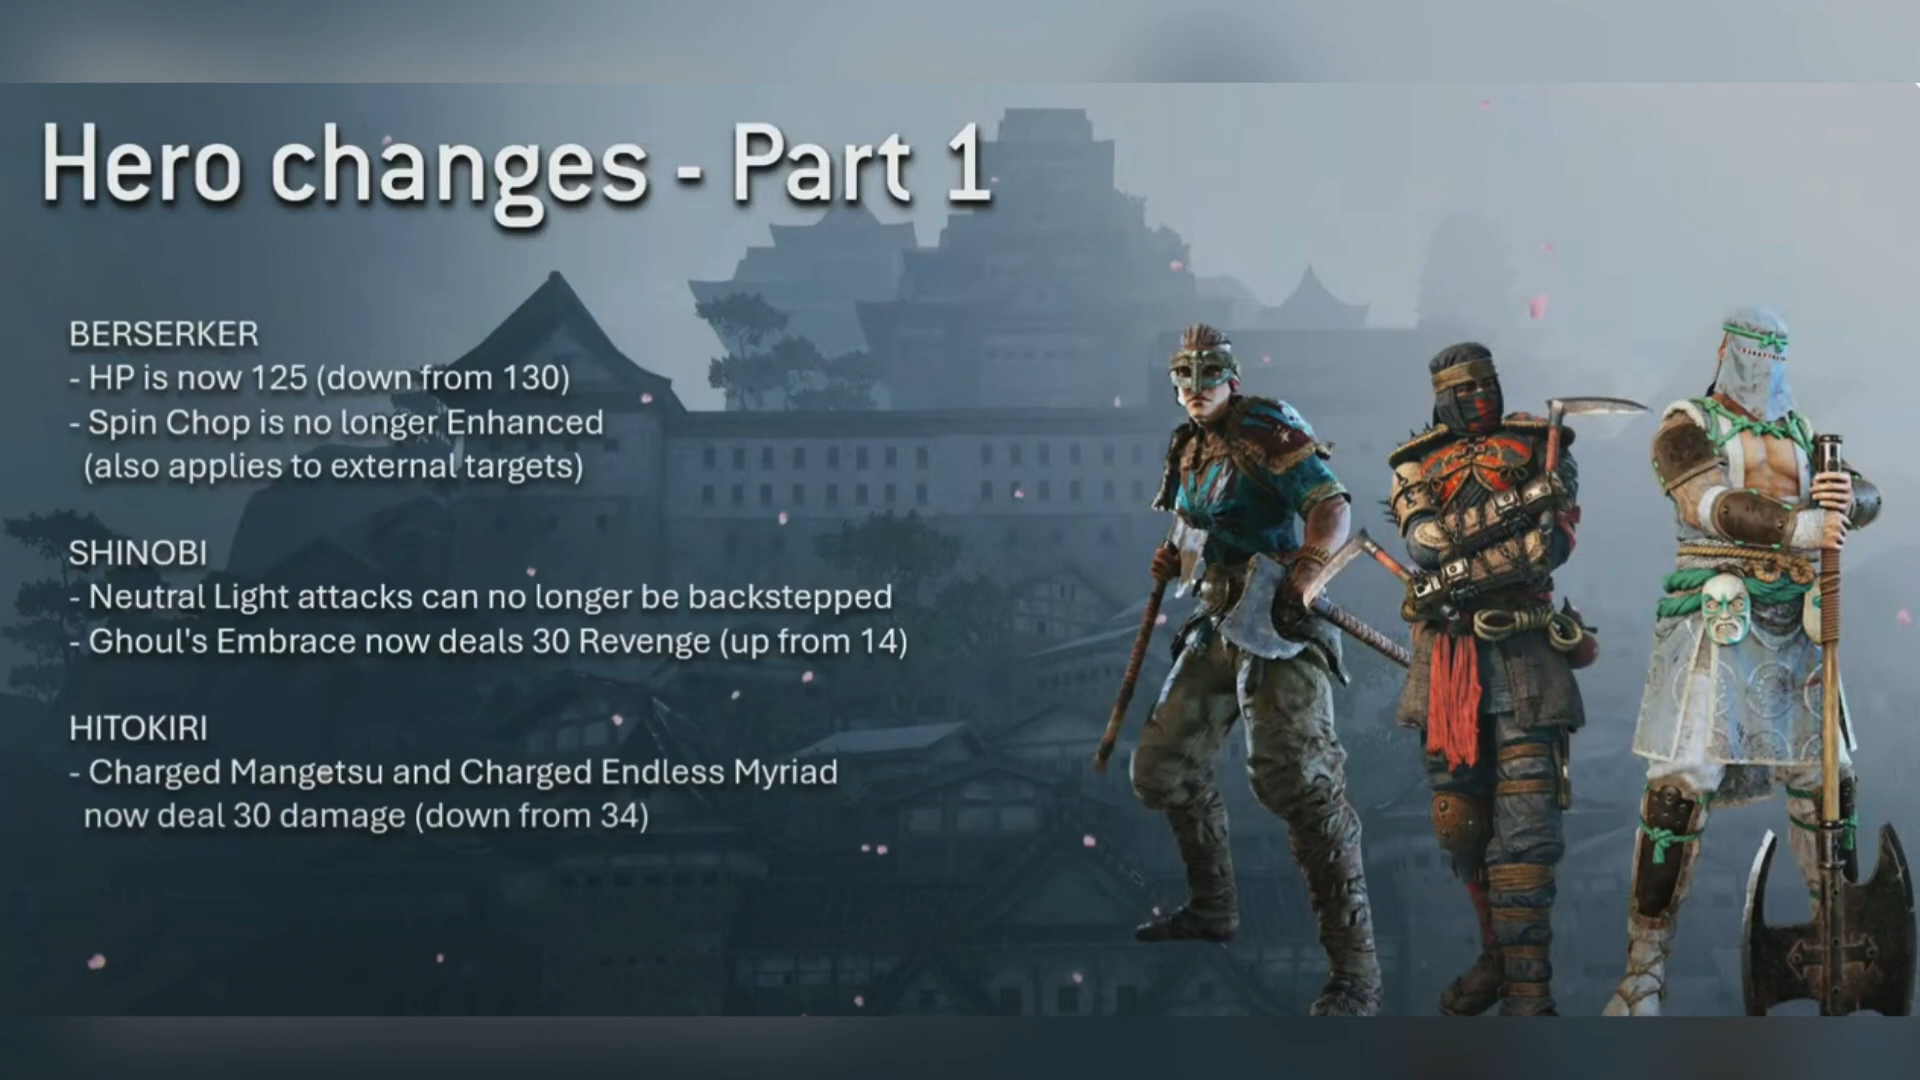 Hero changes - Part 1
BERSERKER
- HP is now 125 (down from 130)
- Spin Chop is no longer Enhanced
(also applies to external targets)
SHINOBI
- Neutral Light attacks can no longer be backstepped
- Ghoul's Embrace now deals 30 Revenge (up from 14)
HITOKIRI
- Charged Mangetsu and Charged Endless Myriad
now deal 30 damage (down from 34)